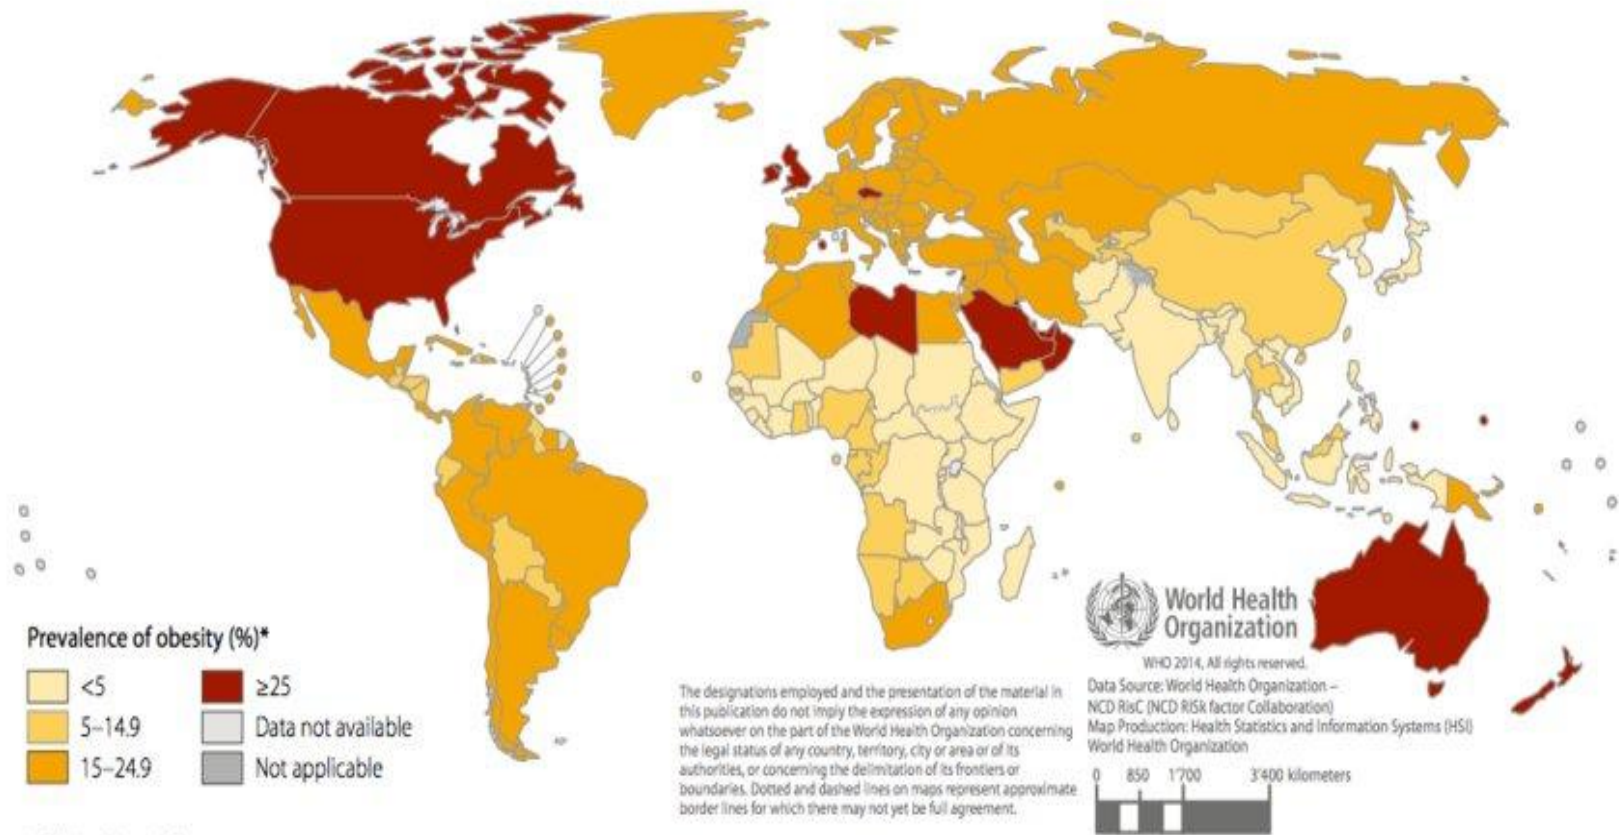 Prevalence of obesity (%)*
<5
5–14.9
15–24.9
≥25
Data not available
Not applicable
The designations employed and the presentation of the material in
this publication do not imply the expression of any opinion
whatsoever on the part of the World Health Organization concerning
the legal status of any country, territory, city or area or of its
authorities, or concerning the delimitation of its frontiers or
boundaries. Dotted and dashed lines on maps represent approximate
border lines for which there may not yet be full agreement.
World Health
Organization
WHO 2014, All rights reserved.
Data Source: World Health Organization –
NCD RisC (NCD RISk factor Collaboration)
Map Production: Health Statistics and Information Systems (HSI)
World Health Organization
0 850 1'700 3'400 kilometers